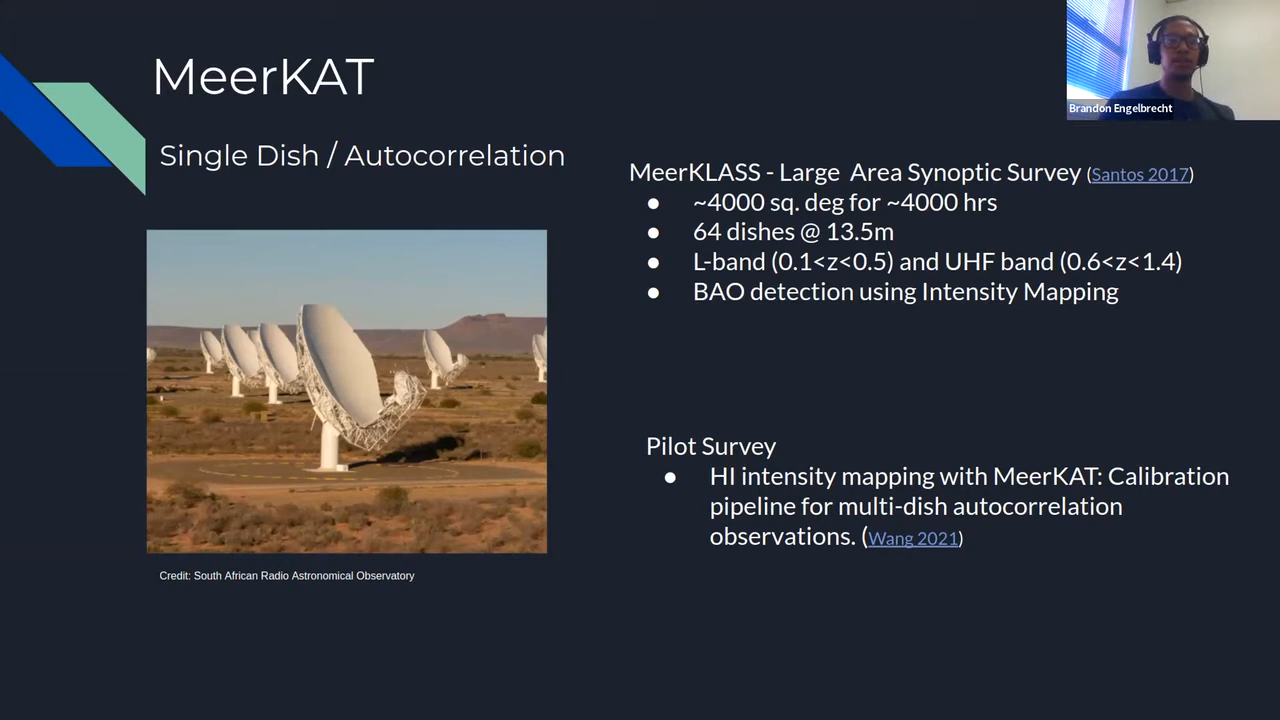 MeerKAT
Brandon Engelbrecht
Single Dish / Autocorrelation
MeerKLASS - Large Area Synoptic Survey (Santos 2017)
● ~4000 sq. deg for ~4000 hrs
● 64 dishes @ 13.5m
● L-band (0.1<z<0.5) and UHF band (0.6<z<1.4)
● BAO detection using Intensity Mapping
Pilot Survey
● HI intensity mapping with MeerKAT: Calibration
pipeline for multi-dish autocorrelation
observations. (Wang 2021)
Credit: South African Radio Astronomical Observatory